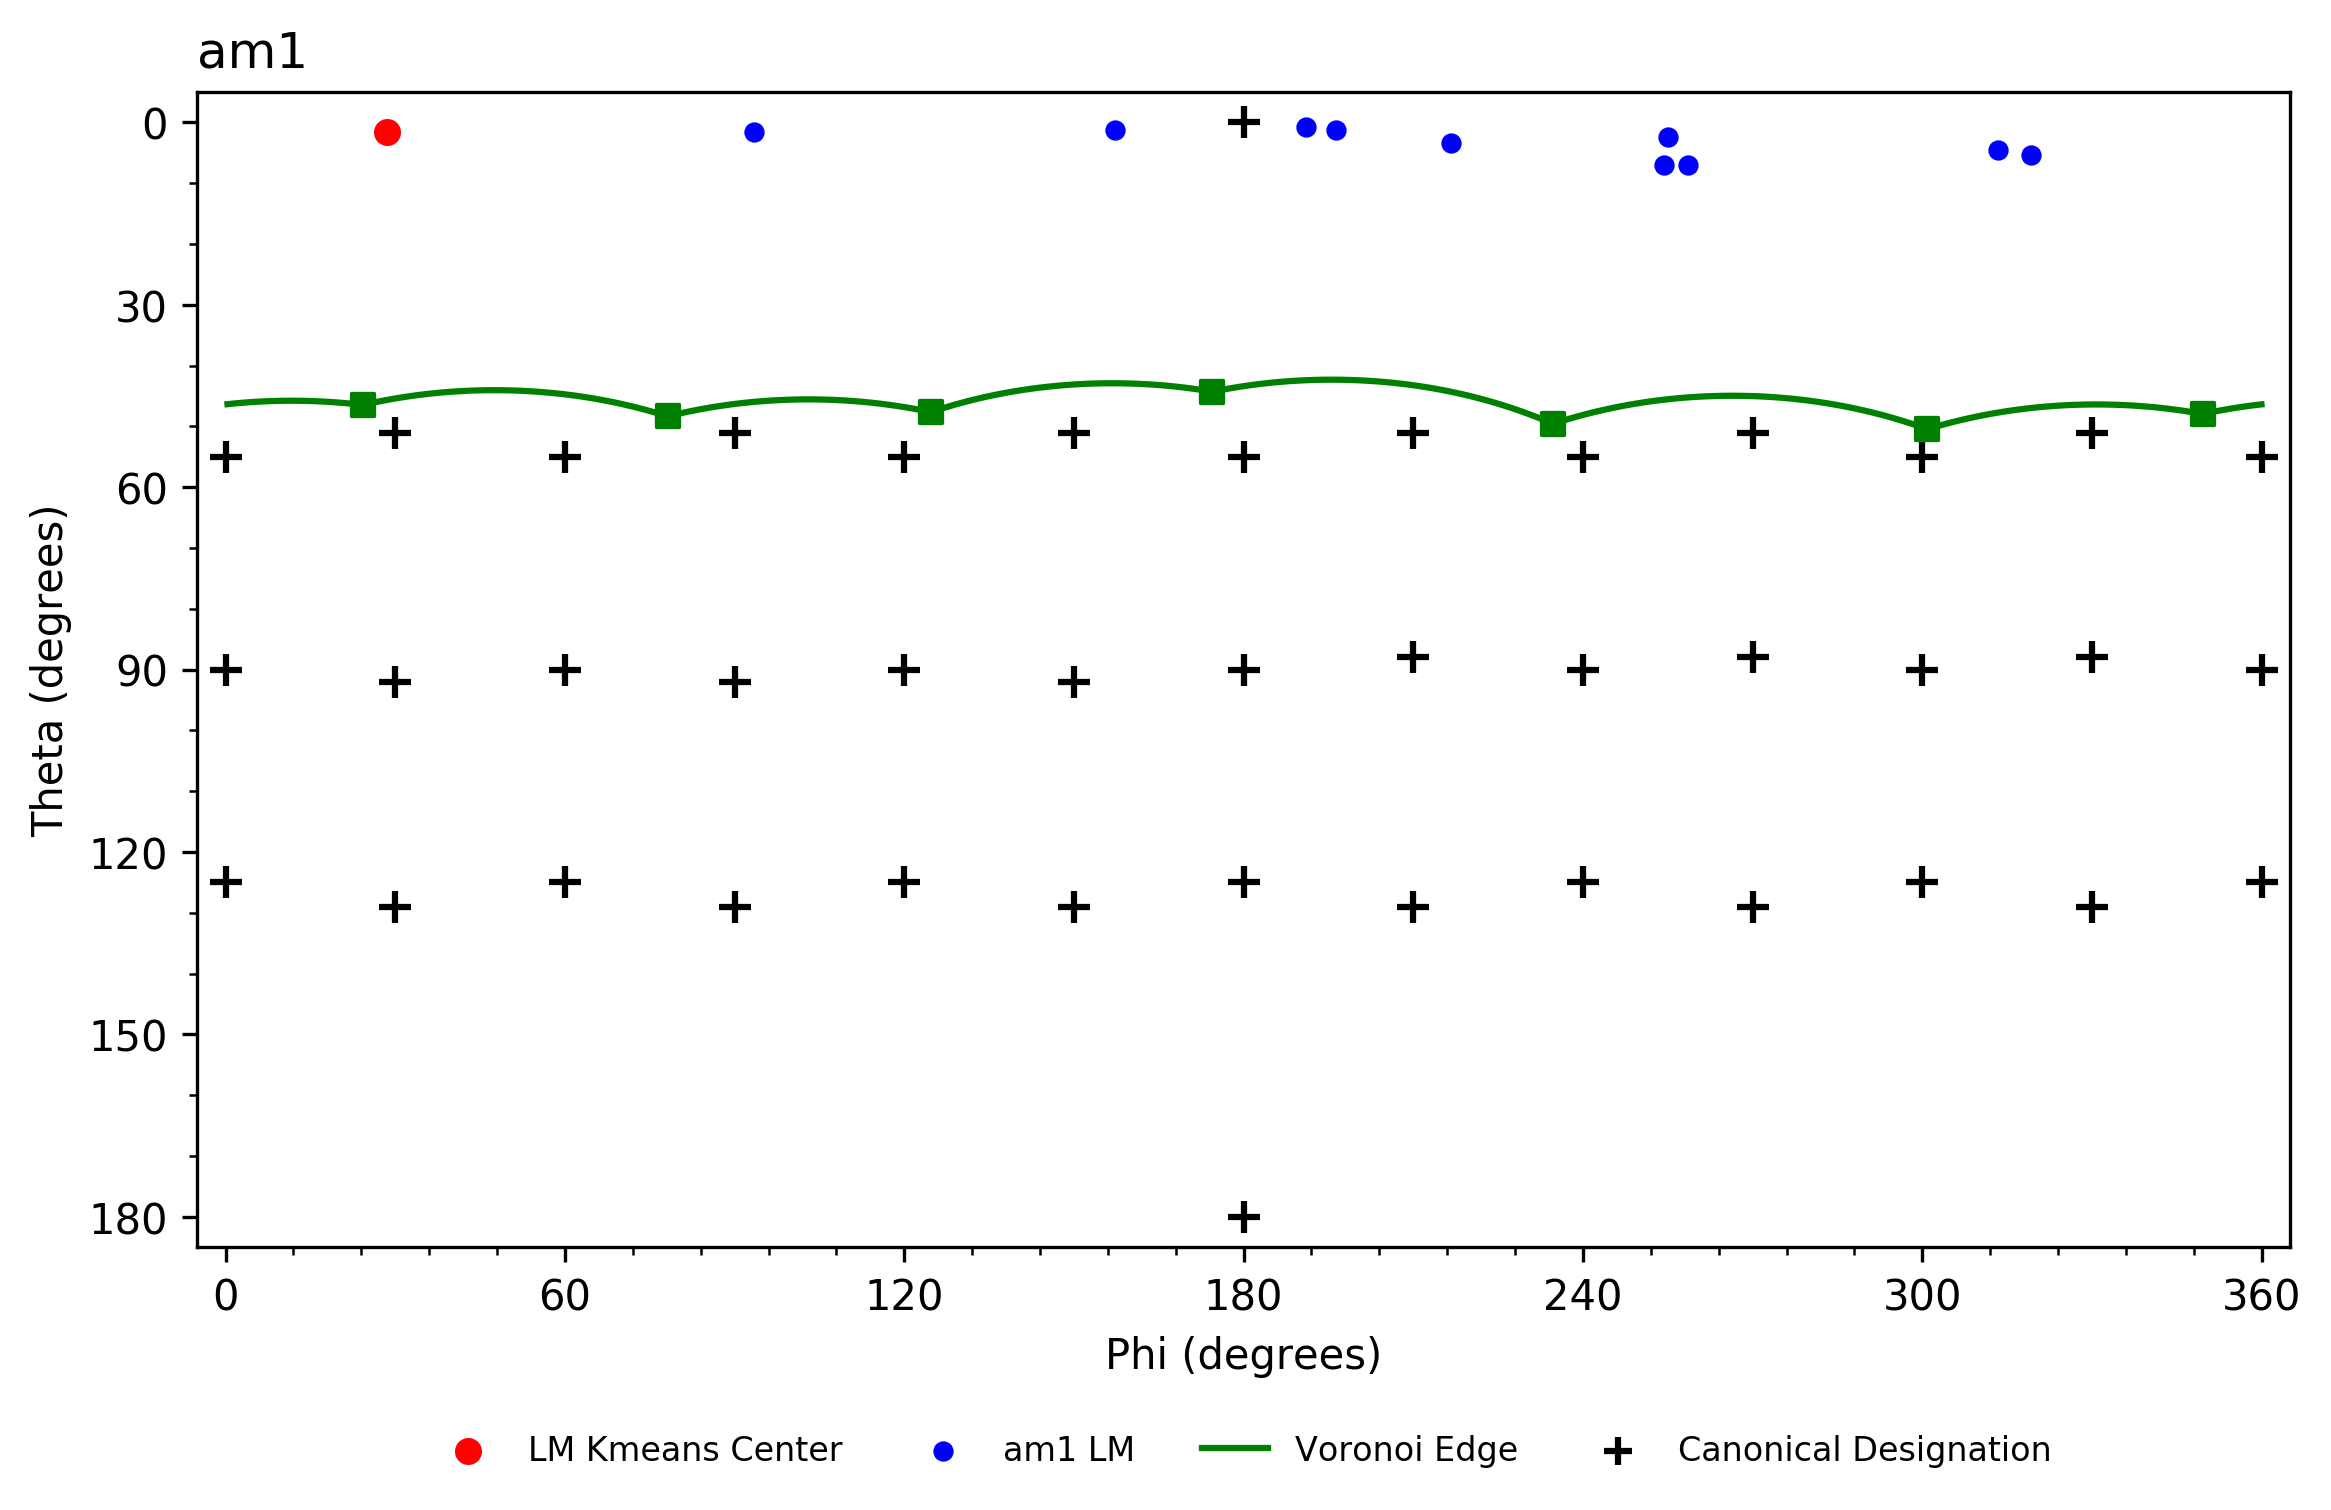 am1
0
30
60
90
120
150
180
Theta (degrees)
0 60 120 180 240 300 360
Phi (degrees)
LM Kmeans Center am1 LM Voronoi Edge Canonical Designation